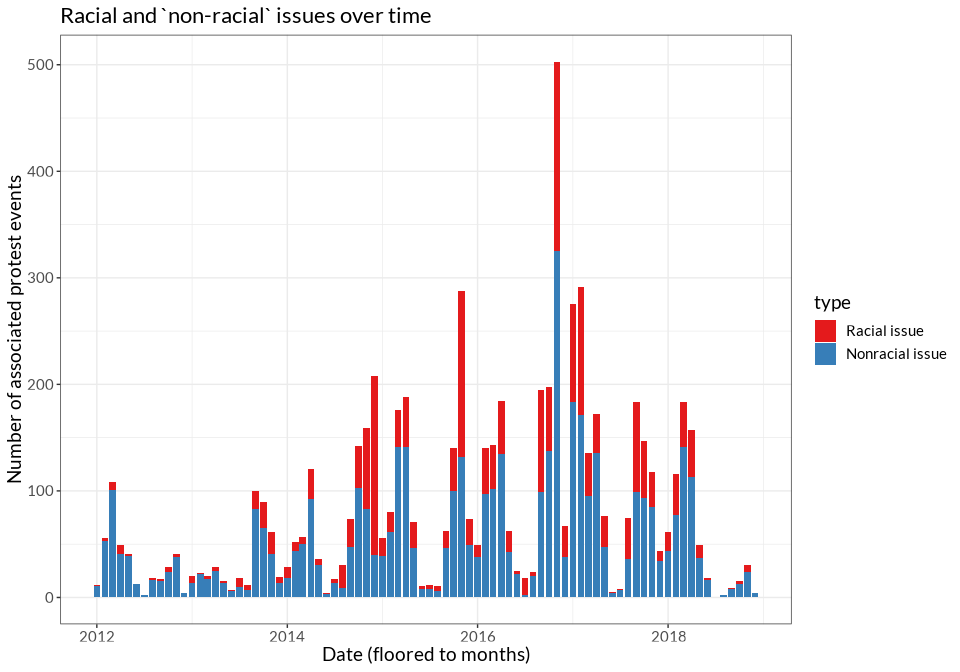 Racial and `non-racial` issues over time
Number of associated protest events
500
400
300
200
100
0
2012
2014
2016
2018
Date (floored to months)
type
Racial issue
Nonracial issue